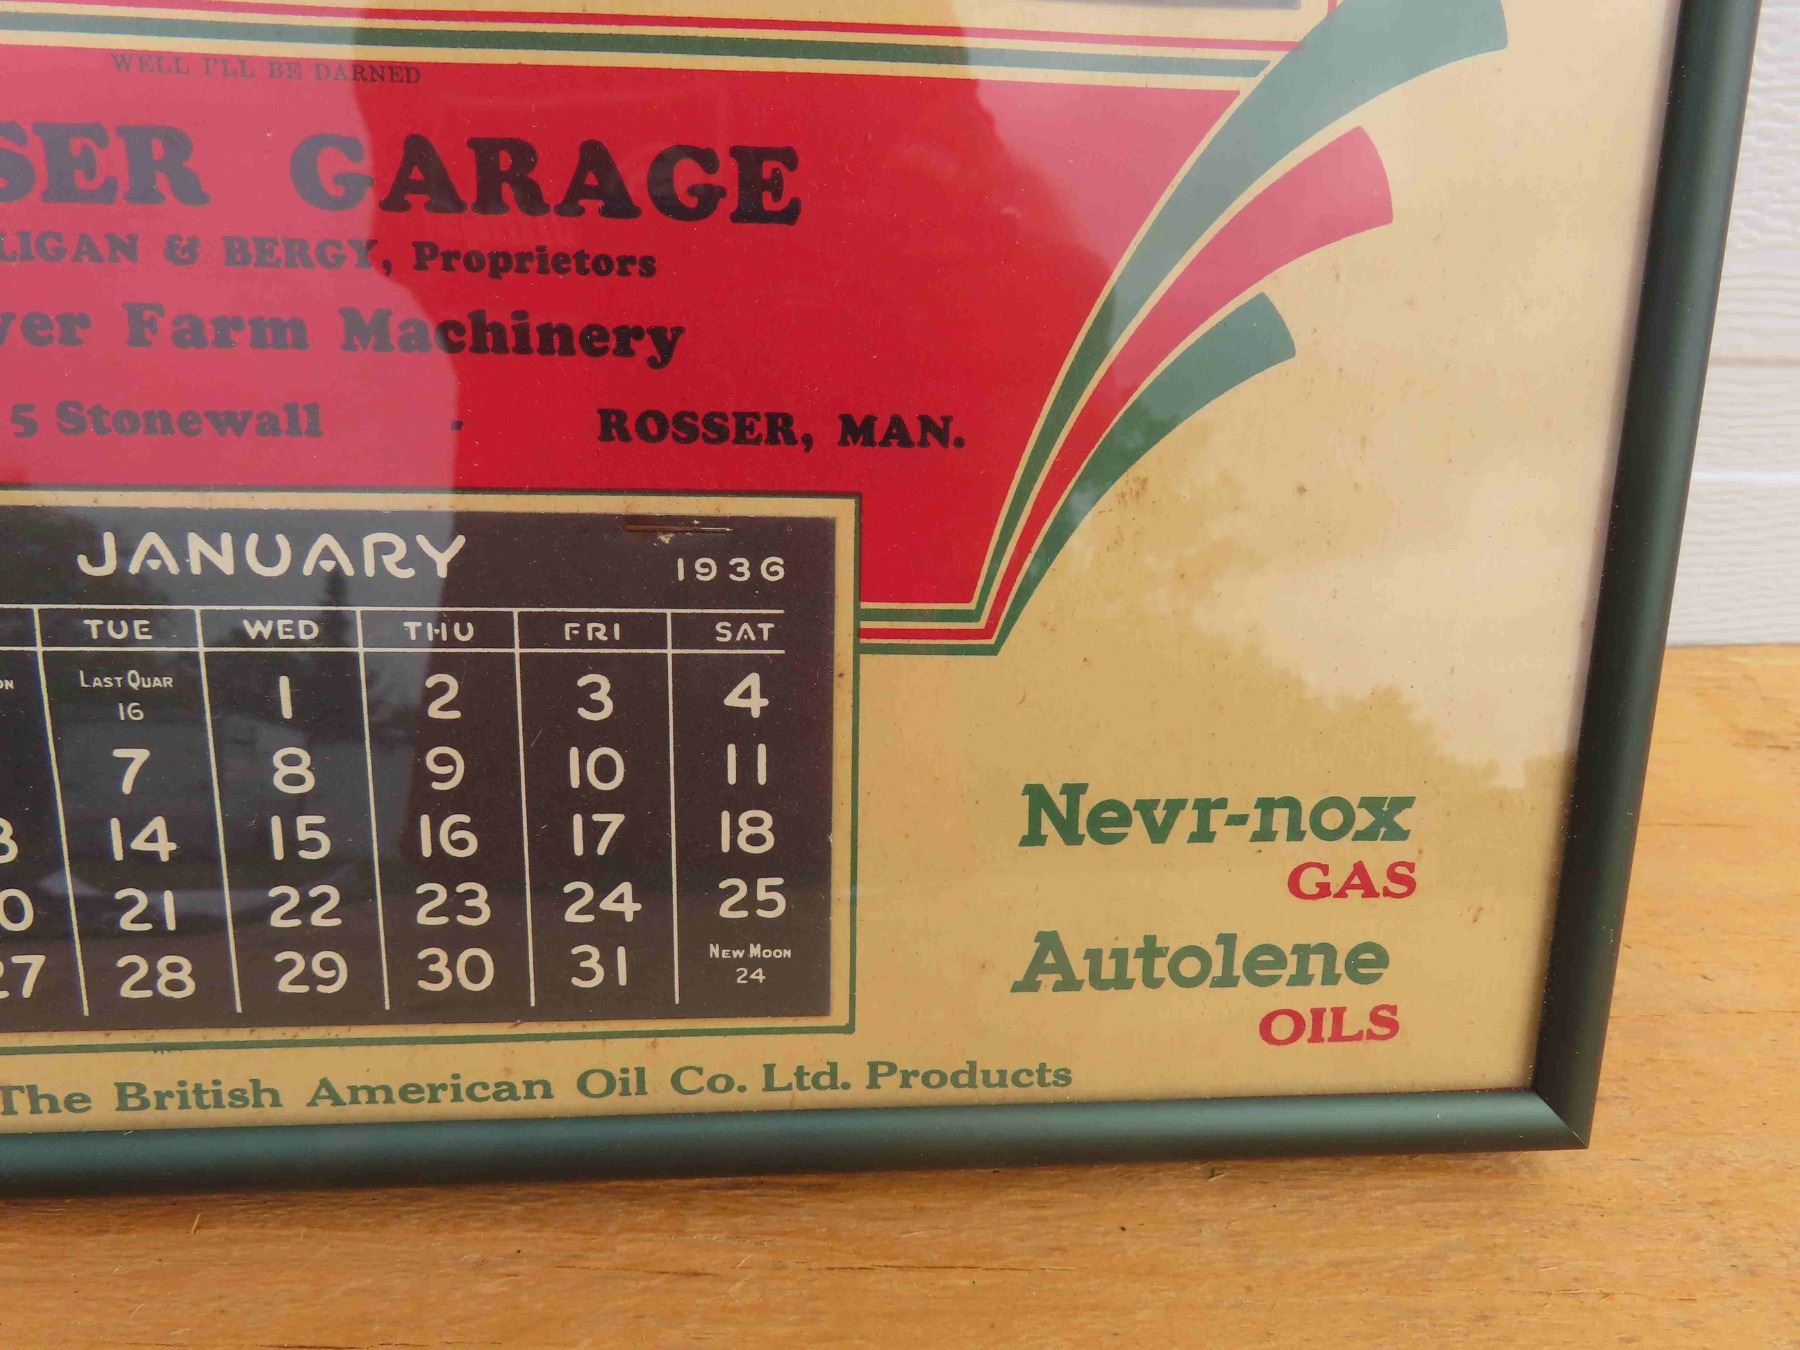 WELL I'LL BE DARNED
SER GARAGE
LIGAN & BERGY, Proprietors
yer Farm Machinery
5 Stonewall - ROSSER, MAN.
JANUARY 1936
TUE WED THU FRI SAT
LAST QUAR 16 1 2 3 4
7 8 9 10 11
14 15 16 17 18
21 22 23 24 25
27 28 29 30 31 NEW MOON 24
Nevr-nox
GAS
Autolene
OILS
The British American Oil Co. Ltd. Products